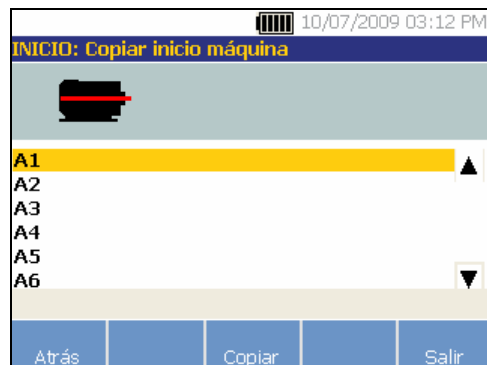 10/07/2009 03:12 PM
INICIO: Copiar inicio máquina
A1
A2
A3
A4
A5
A6
Atrás Copiar Salir